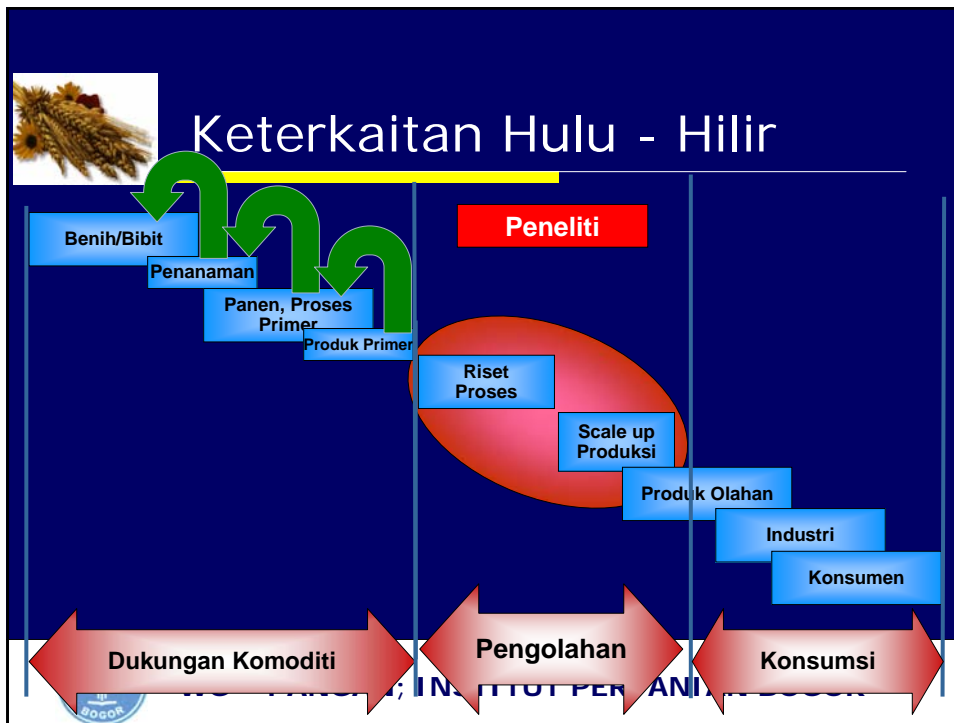 Keterkaitan Hulu - Hilir
Benih/Bibit
Penanaman
Panen, Proses
Primer
Produk Primer
Peneliti
Riset
Proses
Scale up
Produksi
Produk Olahan
Industri
Konsumen
Dukungan Komoditi
Pengolahan
Konsumsi
BOGOR